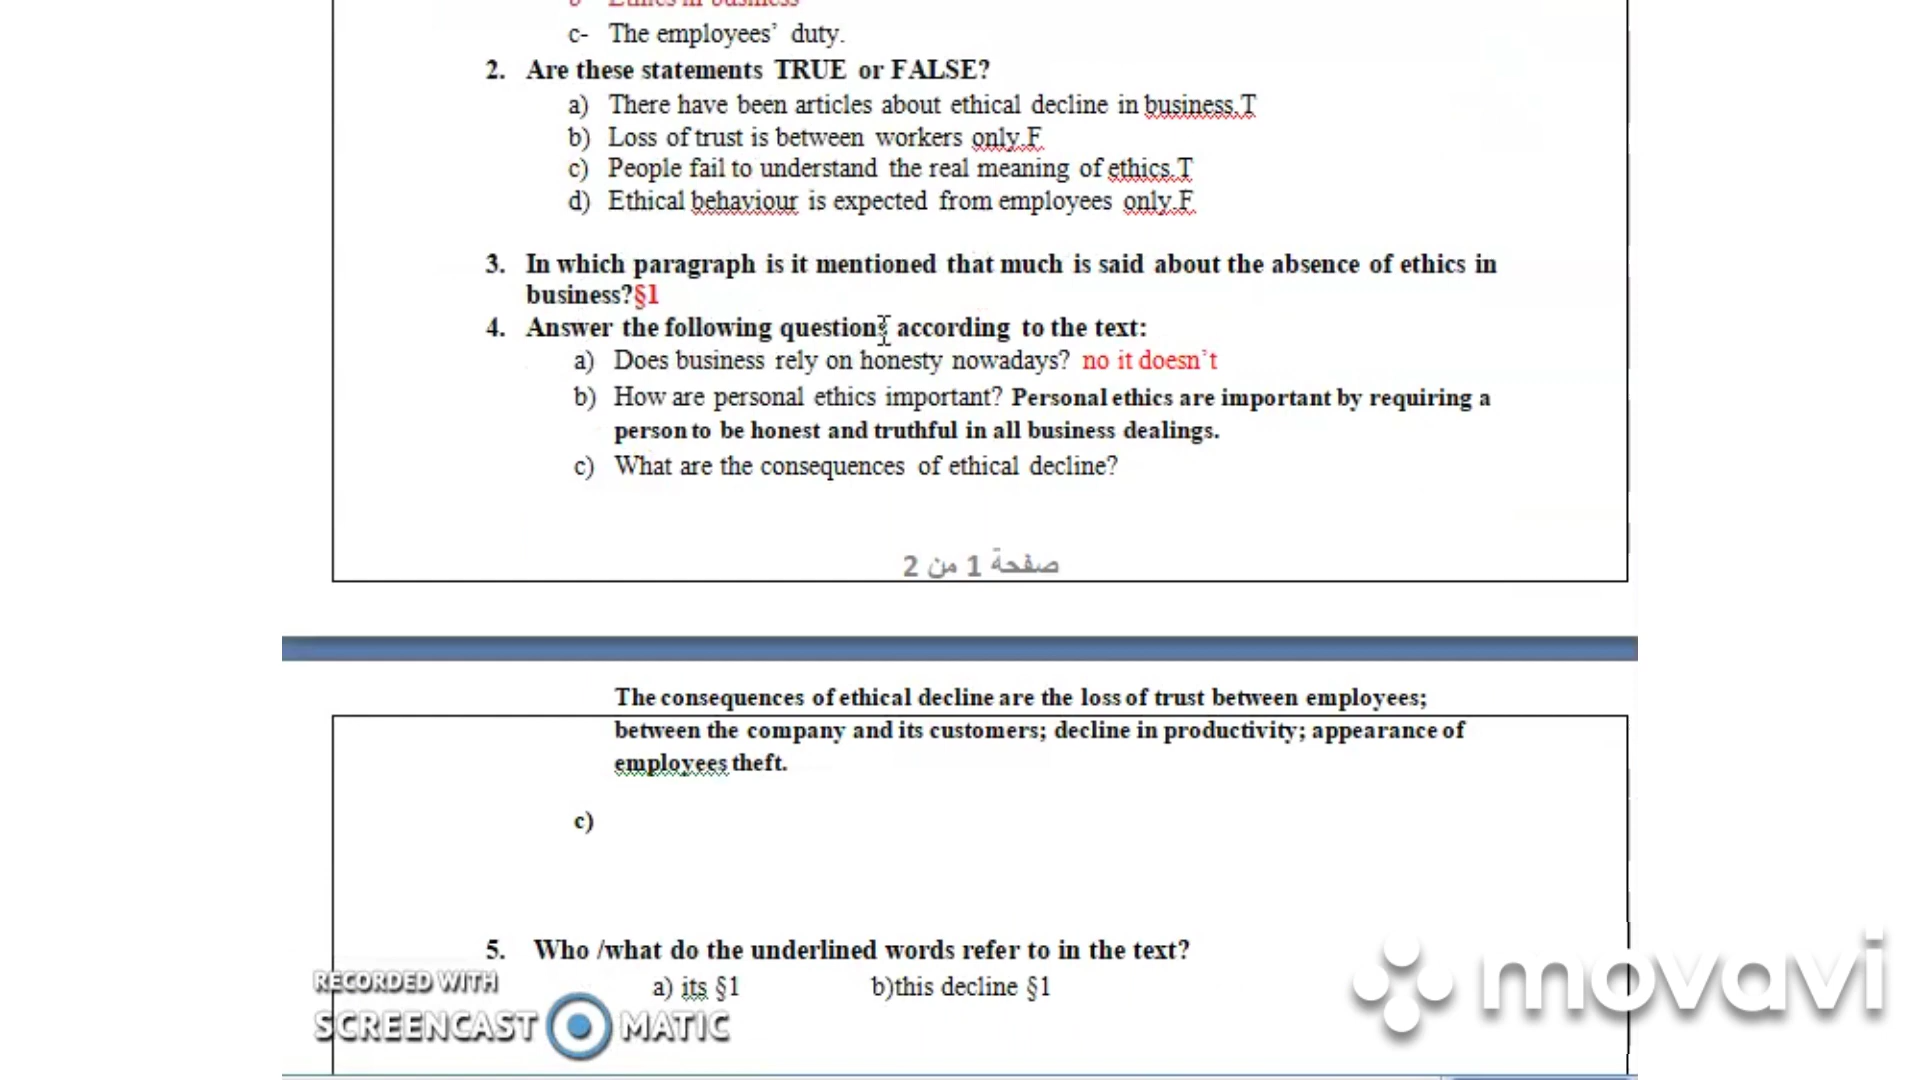 b- Ethics in business
c- The employees’ duty.
2. Are these statements TRUE or FALSE?
a) There have been articles about ethical decline in business.T
b) Loss of trust is between workers only.F
c) People fail to understand the real meaning of ethics.T
d) Ethical behaviour is expected from employees only.F
3. In which paragraph is it mentioned that much is said about the absence of ethics in
business?§1
4. Answer the following questions according to the text:
a) Does business rely on honesty nowadays? no it doesn’t
b) How are personal ethics important? Personal ethics are important by requiring a
person to be honest and truthful in all business dealings.
c) What are the consequences of ethical decline?
صفحة 1 من 2
The consequences of ethical decline are the loss of trust between employees;
between the company and its customers; decline in productivity; appearance of
employees theft.
c)
5. Who /what do the underlined words refer to in the text?
a) its §1 b)this decline §1
RECORDED WITH
SCREENCAST MATIC
movavi